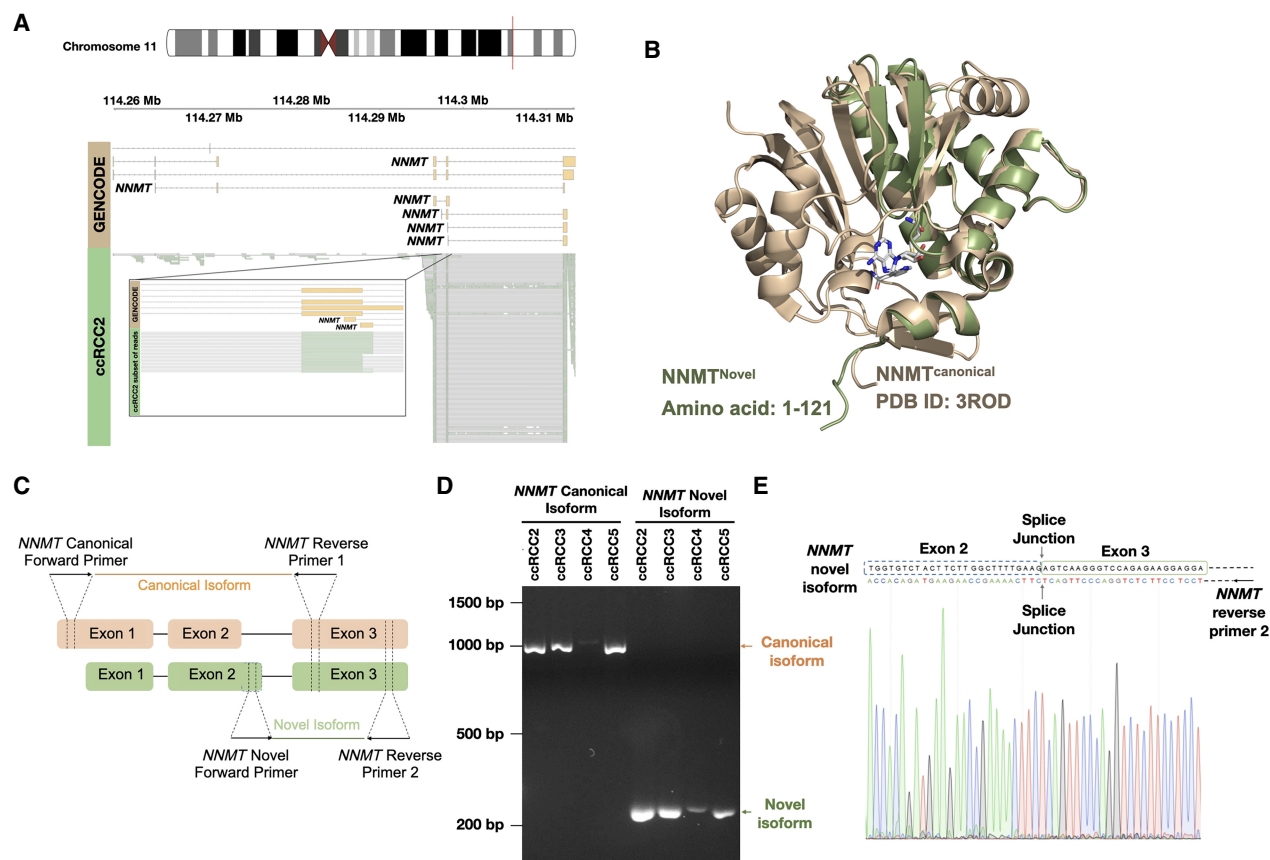 A
Chromosome 11
114.26 Mb
114.28 Mb
114.3 Mb
114.27 Mb
114.29 Mb
114.31 Mb
GENCODE
NNMT
NNMT
NNMT
NNMT
NNMT
NNMT
ccRCC2
GENCODE
NNMT
NNMT
ccRCC2 subset of reads
B
NNMTNovel
Amino acid: 1-121
NNMTcanonical
PDB ID: 3ROD
C
NNMT Canonical
Forward Primer
NNMT Reverse
Primer 1
Canonical Isoform
Exon 1
Exon 2
Exon 3
Exon 1
Exon 2
Exon 3
Novel Isoform
NNMT Novel
Forward Primer
NNMT Reverse
Primer 2
D
NNMT Canonical
Isoform
NNMT Novel
Isoform
ccRCC2
ccRCC3
ccRCC4
ccRCC5
ccRCC2
ccRCC3
ccRCC4
ccRCC5
1500 bp
1000 bp
500 bp
200 bp
Canonical
isoform
Novel
isoform
E
Splice
Junction
NNMT
novel
isoform
Exon 2
Exon 3
TGGTGTCTACTTCTTGGCTTTTGAAGAGTCAAGGGTCCAGAGAAGGAGGA
ACCACAGATGAAGAACCGAAAACTTCTCAGTTCCCAGGTCTCTTCCTCCT
Splice
Junction
NNMT
reverse
primer 2